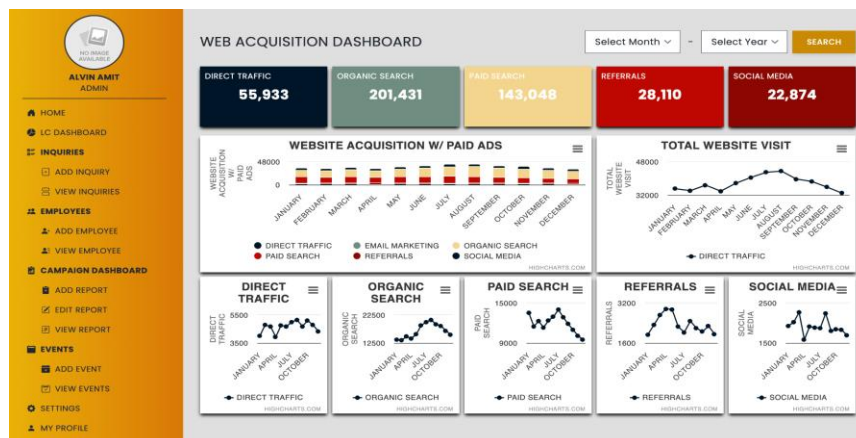 NO IMAGE
AVAILABLE
ALVIN AMIT
ADMIN
HOME
LC DASHBOARD
INQUIRIES
ADD INQUIRY
VIEW INQUIRIES
EMPLOYEES
ADD EMPLOYEE
VIEW EMPLOYEE
CAMPAIGN DASHBOARD
ADD REPORT
EDIT REPORT
VIEW REPORT
EVENTS
ADD EVENT
VIEW EVENTS
SETTINGS
MY PROFILE
WEB ACQUISITION DASHBOARD
Select Month - Select Year SEARCH
DIRECT TRAFFIC
55,933
ORGANIC SEARCH
201,431
PAID SEARCH
143,048
REFERRALS
28,110
SOCIAL MEDIA
22,874
WEBSITE ACQUISITION W/ PAID ADS
WEBSITE
ACQUISITION
W/
PAID
ADS
48000
0
JANUARY
FEBRUARY
MARCH
APRIL
MAY
JUNE
JULY
AUGUST
SEPTEMBER
OCTOBER
NOVEMBER
DECEMBER
DIRECT TRAFFIC EMAIL MARKETING ORGANIC SEARCH
PAID SEARCH REFERRALS SOCIAL MEDIA
HIGHCHARTS.COM
TOTAL WEBSITE VISIT
TOTAL
WEBSITE
VISIT
48000
32000
JANUARY
FEBRUARY
MARCH
APRIL
MAY
JUNE
JULY
AUGUST
SEPTEMBER
OCTOBER
NOVEMBER
DECEMBER
DIRECT TRAFFIC
HIGHCHARTS.COM
DIRECT
TRAFFIC
DIRECT
TRAFFIC
5500
3500
JANUARY
APRIL
JULY
OCTOBER
DIRECT TRAFFIC
HIGHCHARTS.COM
ORGANIC
SEARCH
ORGANIC
SEARCH
22500
12500
JANUARY
APRIL
JULY
OCTOBER
ORGANIC SEARCH
HIGHCHARTS.COM
PAID SEARCH
PAID
SEARCH
15000
9000
JANUARY
APRIL
JULY
OCTOBER
PAID SEARCH
HIGHCHARTS.COM
REFERRALS
REFERRALS
3200
1600
JANUARY
APRIL
JULY
OCTOBER
REFERRALS
HIGHCHARTS.COM
SOCIAL MEDIA
SOCIAL
MEDIA
2500
1500
JANUARY
APRIL
JULY
OCTOBER
SOCIAL MEDIA
HIGHCHARTS.COM